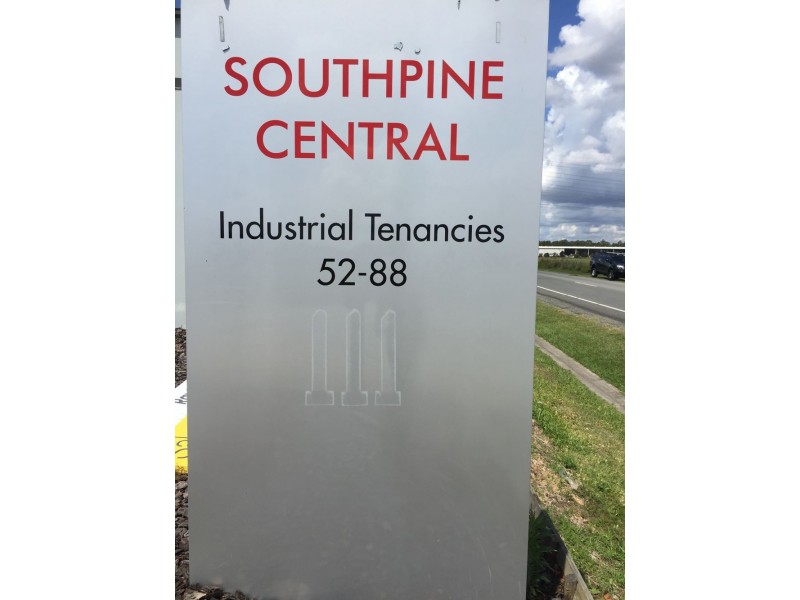 SOUTHPINE
CENTRAL
Industrial Tenancies
52-88